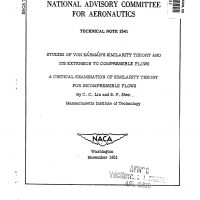 NATIONAL ADVISORY COMMITTEE
FOR AERONAUTICS
TECHNICAL NOTE 2541
STUDIES OF VON KÁRMÁN'S SIMILARITY THEORY AND
ITS EXTENSION TO COMPRESSIBLE FLOWS
A CRITICAL EXAMINATION OF SIMILARITY THEORY
FOR INCOMPRESSIBLE FLOWS
By C. C. Lin and S. F. Shen
Massachusetts Institute of Technology
NACA
Washington
November 1951